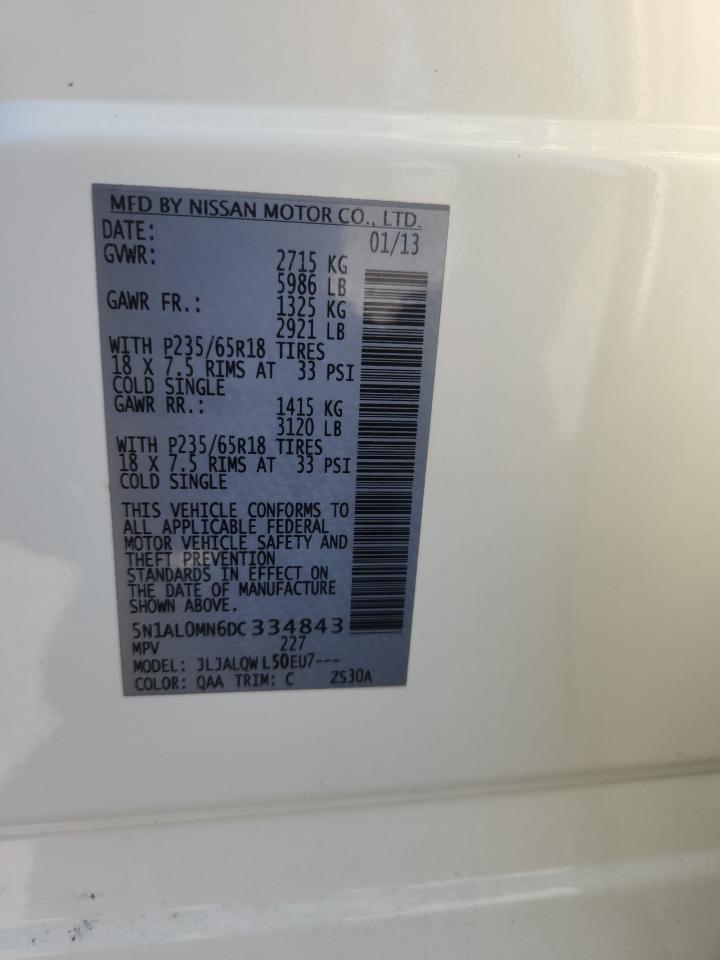 MFD BY NISSAN MOTOR CO., LTD.
DATE: 01/13
GVWR: 2715 KG
5986 LB
GAWR FR.: 1325 KG
2921 LB
WITH P235/65R18 TIRES
18 X 7.5 RIMS AT 33 PSI
COLD SINGLE
GAWR RR.: 1415 KG
3120 LB
WITH P235/65R18 TIRES
18 X 7.5 RIMS AT 33 PSI
COLD SINGLE
THIS VEHICLE CONFORMS TO
ALL APPLICABLE FEDERAL
MOTOR VEHICLE SAFETY AND
THEFT PREVENTION
STANDARDS IN EFFECT ON
THE DATE OF MANUFACTURE
SHOWN ABOVE.
5N1AL0MN6DC334843
MPV 227
MODEL: JLJALQWL50EU7---
COLOR: QAA TRIM: C ZS30A